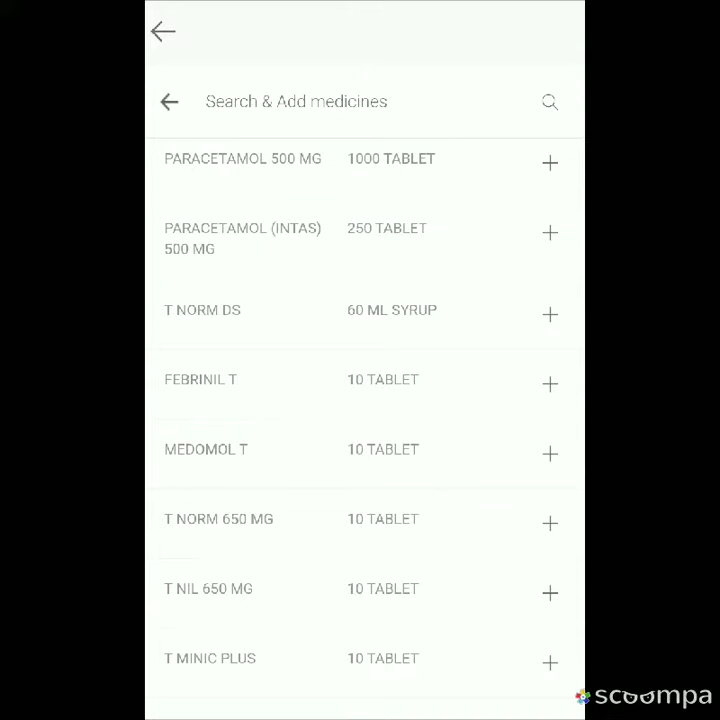 Search & Add medicines
PARACETAMOL 500 MG 1000 TABLET
PARACETAMOL (INTAS) 250 TABLET
500 MG
T NORM DS 60 ML SYRUP
FEBRINIL T 10 TABLET
MEDOMOL T 10 TABLET
T NORM 650 MG 10 TABLET
T NIL 650 MG 10 TABLET
T MINIC PLUS 10 TABLET
scoompa